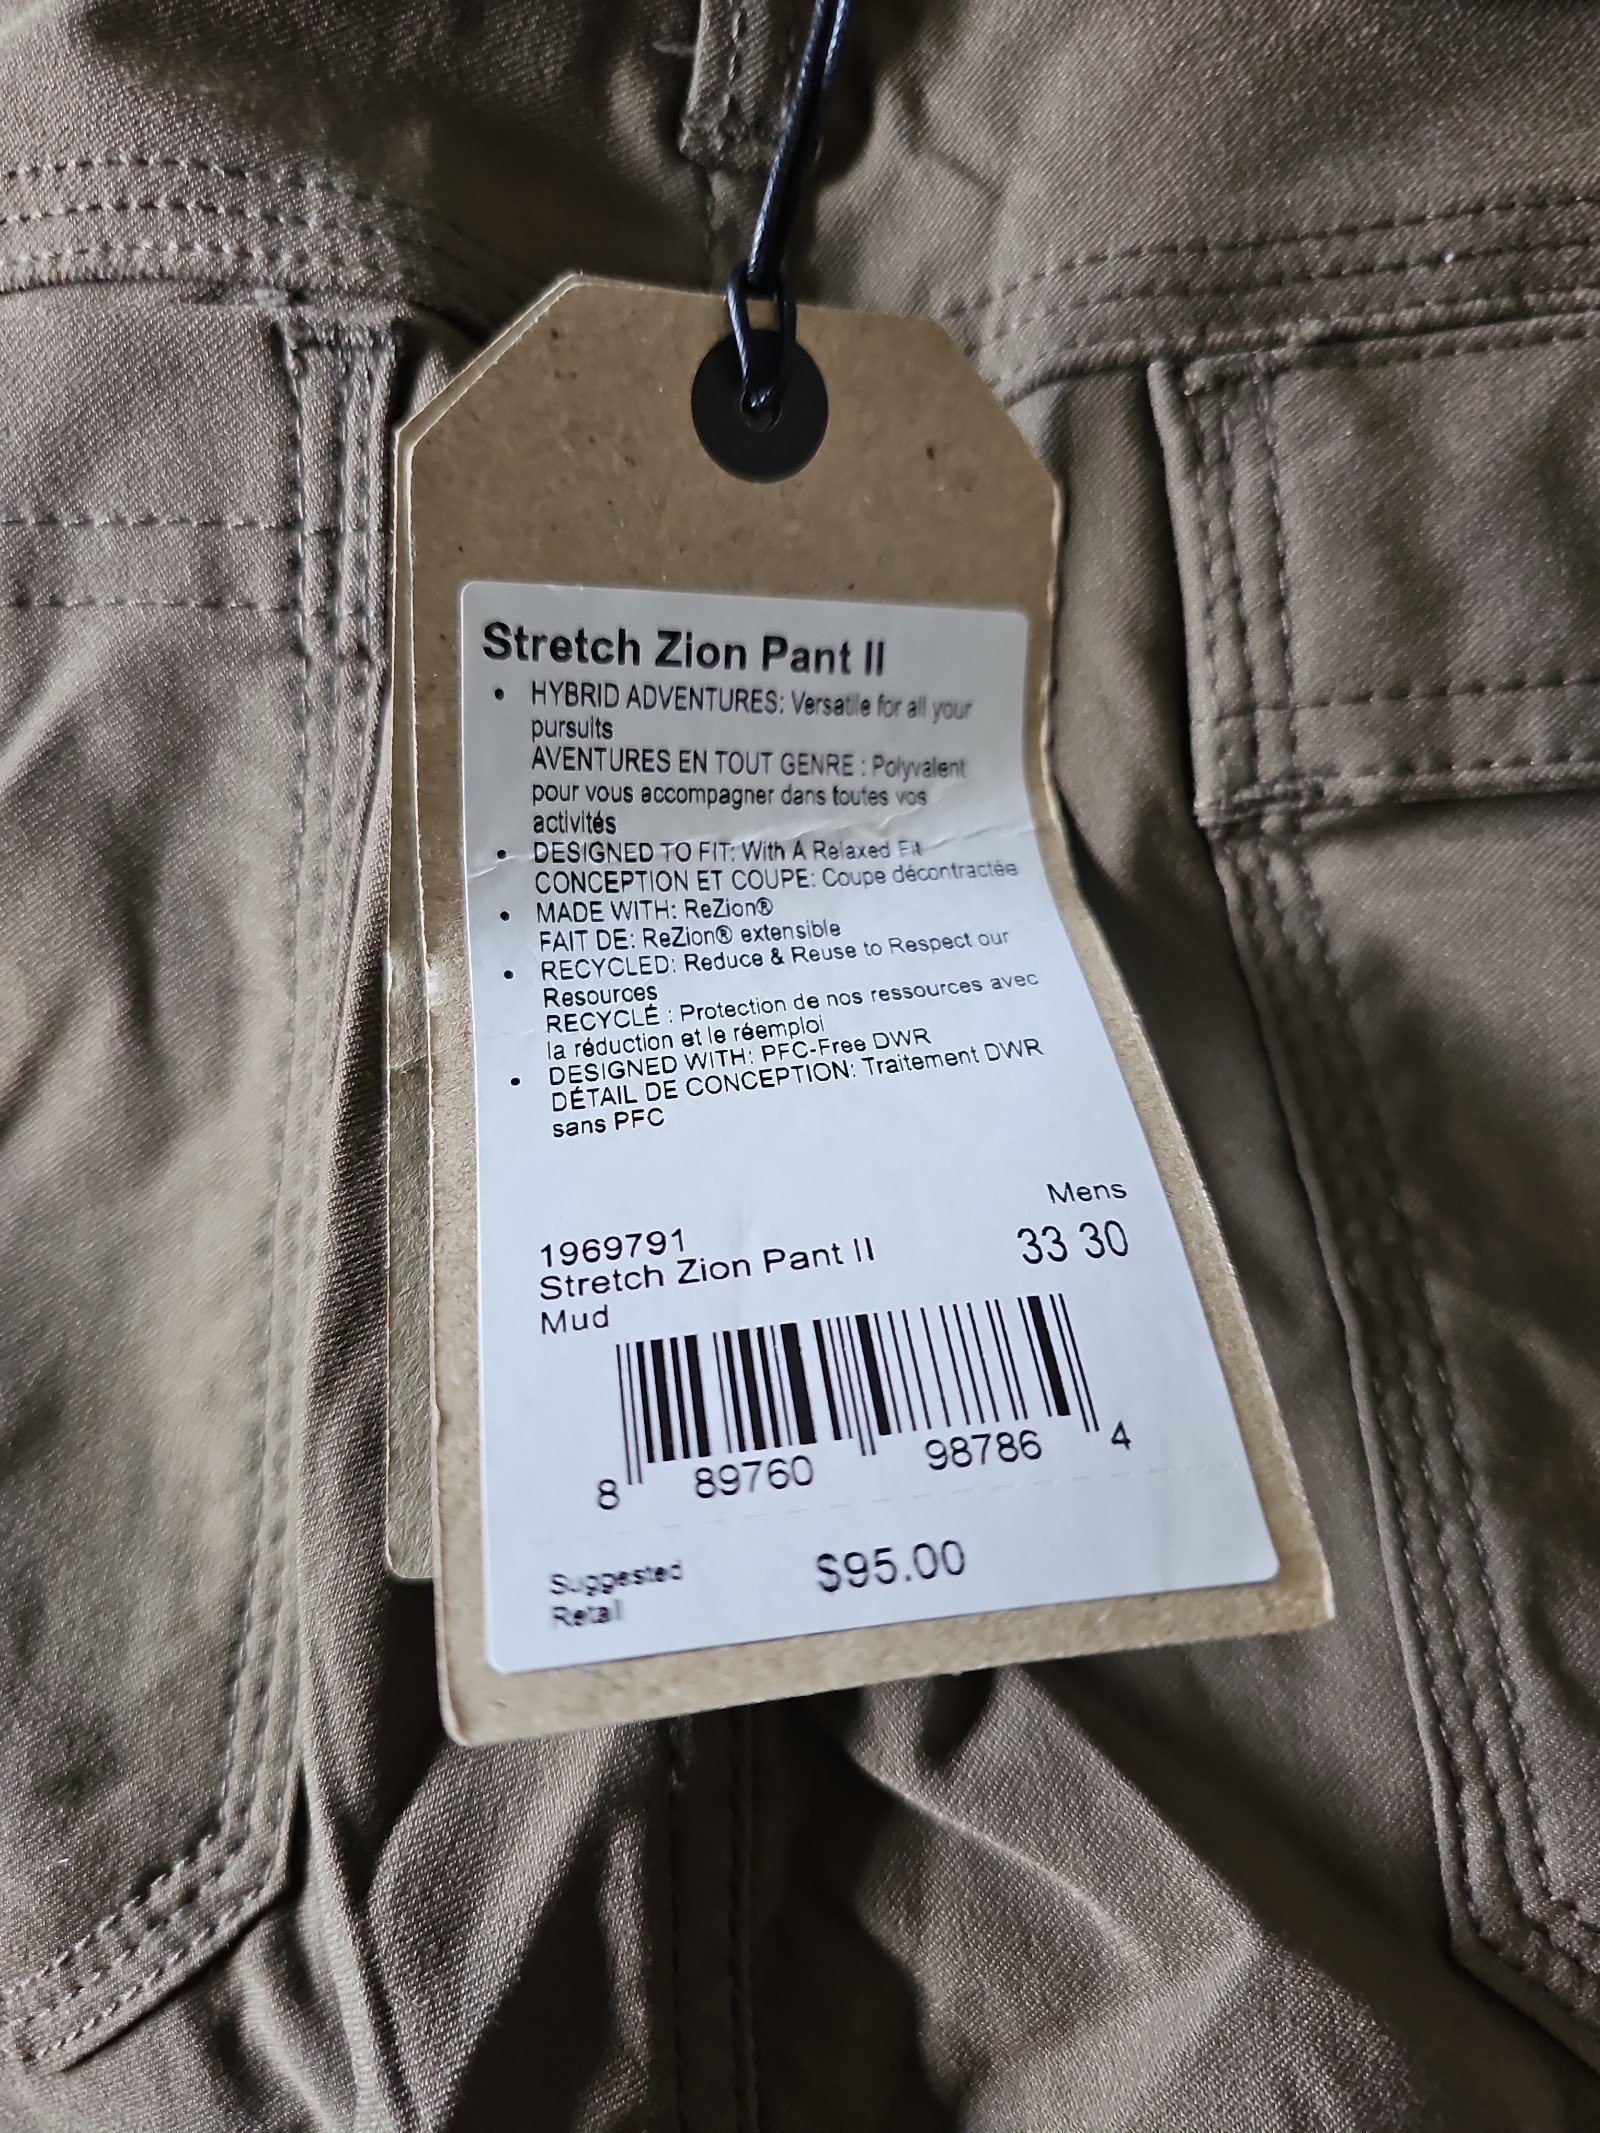 Stretch Zion Pant II
• HYBRID ADVENTURES: Versatile for all your
pursuits
AVENTURES EN TOUT GENRE : Polyvalent
pour vous accompagner dans toutes vos
activités
• DESIGNED TO FIT: With A Relaxed Fit
CONCEPTION ET COUPE: Coupe décontractée
• MADE WITH: ReZion®
FAIT DE: ReZion® extensible
• RECYCLED: Reduce & Reuse to Respect our
Resources
RECYCLÉ : Protection de nos ressources avec
la réduction et le réemploi
• DESIGNED WITH: PFC-Free DWR
DÉTAIL DE CONCEPTION: Traitement DWR
sans PFC
Mens
1969791 33 30
Stretch Zion Pant II
Mud
8 89760 98786 4
Suggested $95.00
Retail